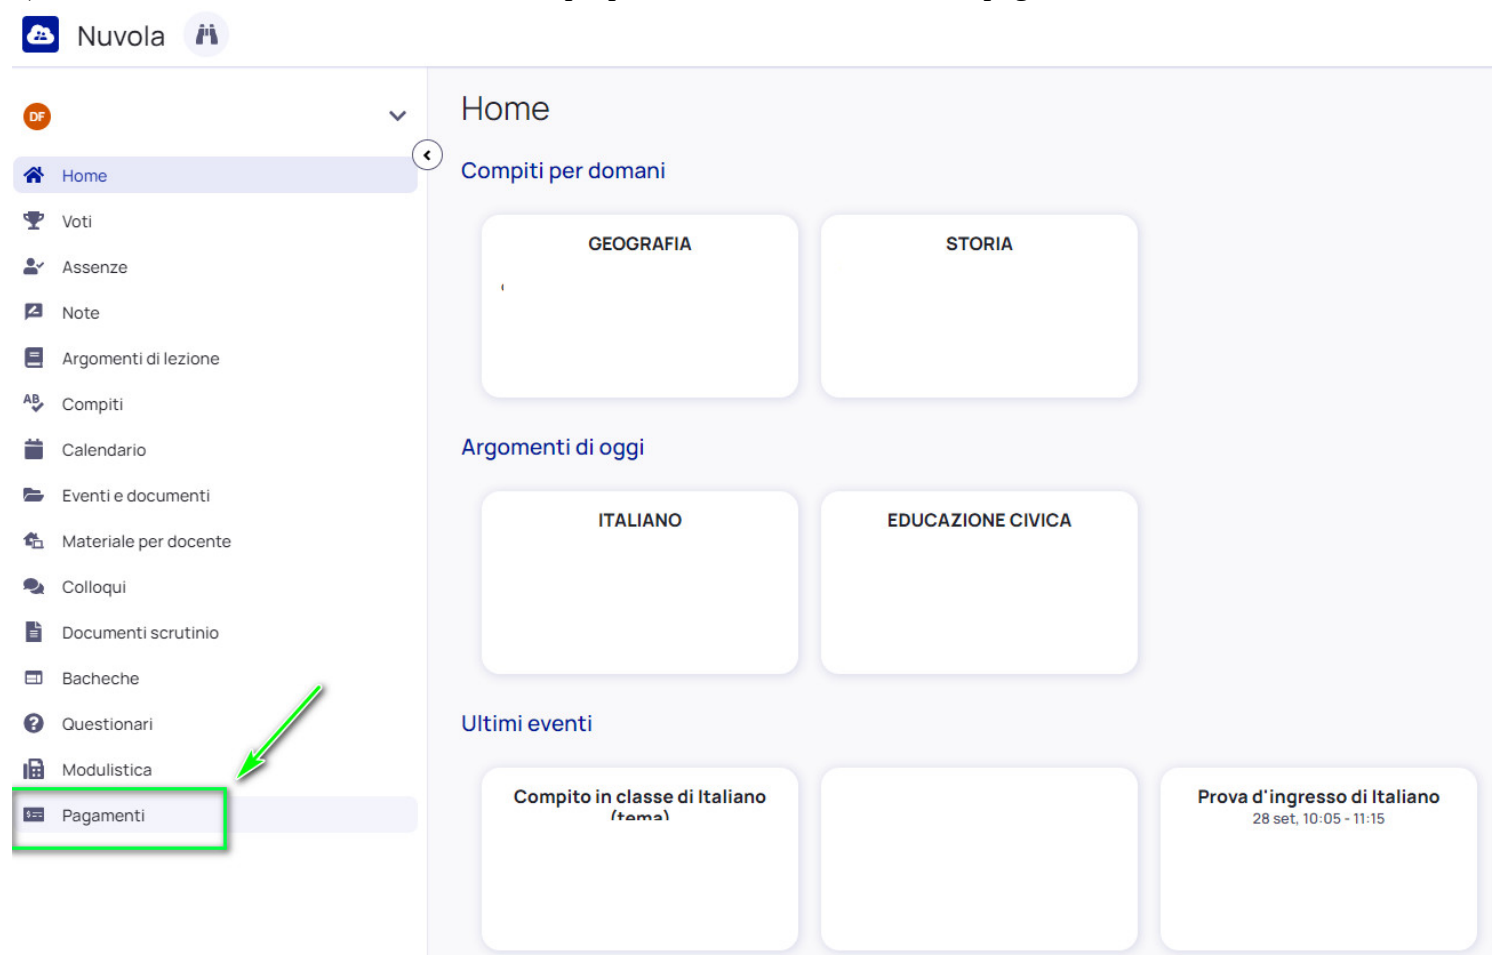 Nuvola
DF
Home
Voti
Assenze
Note
Argomenti di lezione
AB
Compiti
Calendario
Eventi e documenti
Materiale per docente
Colloqui
Documenti scrutinio
Bacheche
Questionari
Modulistica
Pagamenti
Home
Compiti per domani
GEOGRAFIA
STORIA
Argomenti di oggi
ITALIANO
EDUCAZIONE CIVICA
Ultimi eventi
Compito in classe di Italiano
(tema)
Prova d'ingresso di Italiano
28 set, 10:05 - 11:15